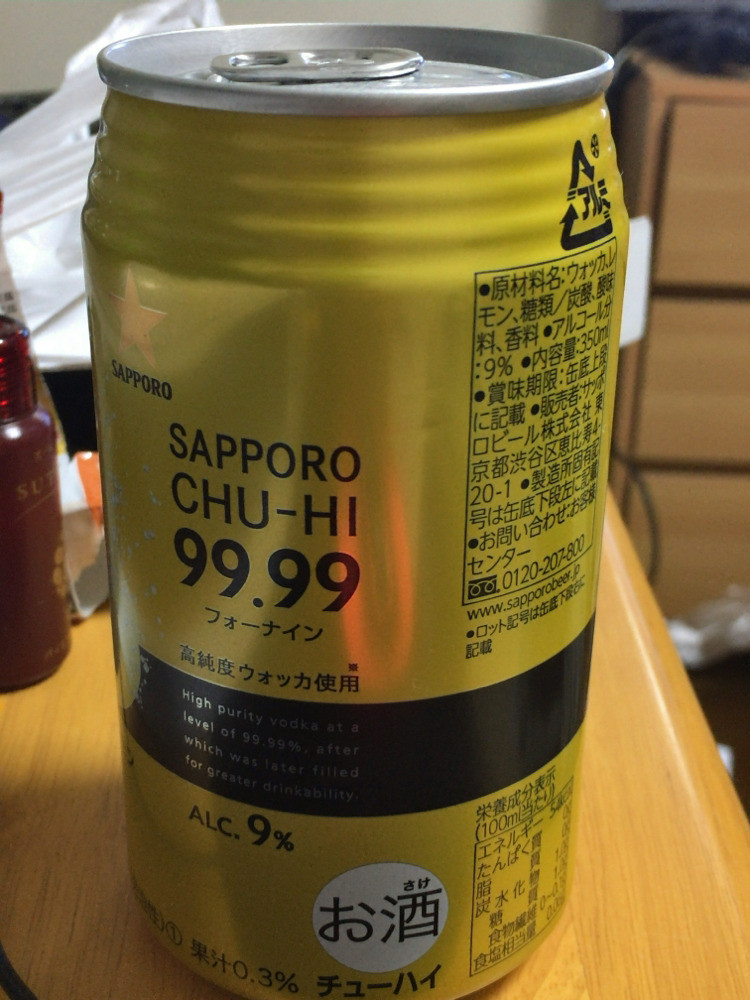 SAPPORO
SAPPORO
CHU-HI
99.99
フォーナイン
高純度ウォッカ使用※
High purity vodka at a
level of 99.99%, after
which was later filled
for greater drinkability.
ALC. 9%
お酒
さけ
果汁0.3%
チューハイ
アルミ
●原材料名:ウォッカ、レ
モン、糖類/炭酸、酸味
料、香料 ●アルコール分
:9% ●内容量:350ml
●賞味期限:缶底上段
に記載 ●販売者:サッポ
ロビール株式会社 東
京都渋谷区恵比寿4-
20-1 ●製造所固有記
号は缶底下段左に記載
●お問い合わせ:お客様
センター
0120-207-800
www.sapporobeer.jp
●ロット記号は缶底下段右に
記載
栄養成分表示
(100ml当たり)
エネルギー
たんぱく質
脂質
炭水化物
糖質
食物繊維
食塩相当量